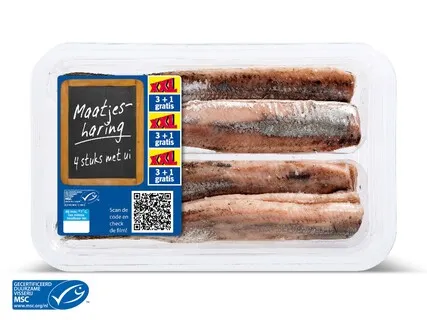 Maatjes-
haring
4 stuks met ui
XXL
3 + 1
gratis
XXL
3 + 1
gratis
XXL
3 + 1
gratis
Scan de
code en
check
de film!
GECERTIFICEERD
DUURZAME
VISSERIJ
MSC
www.msc.org/nl